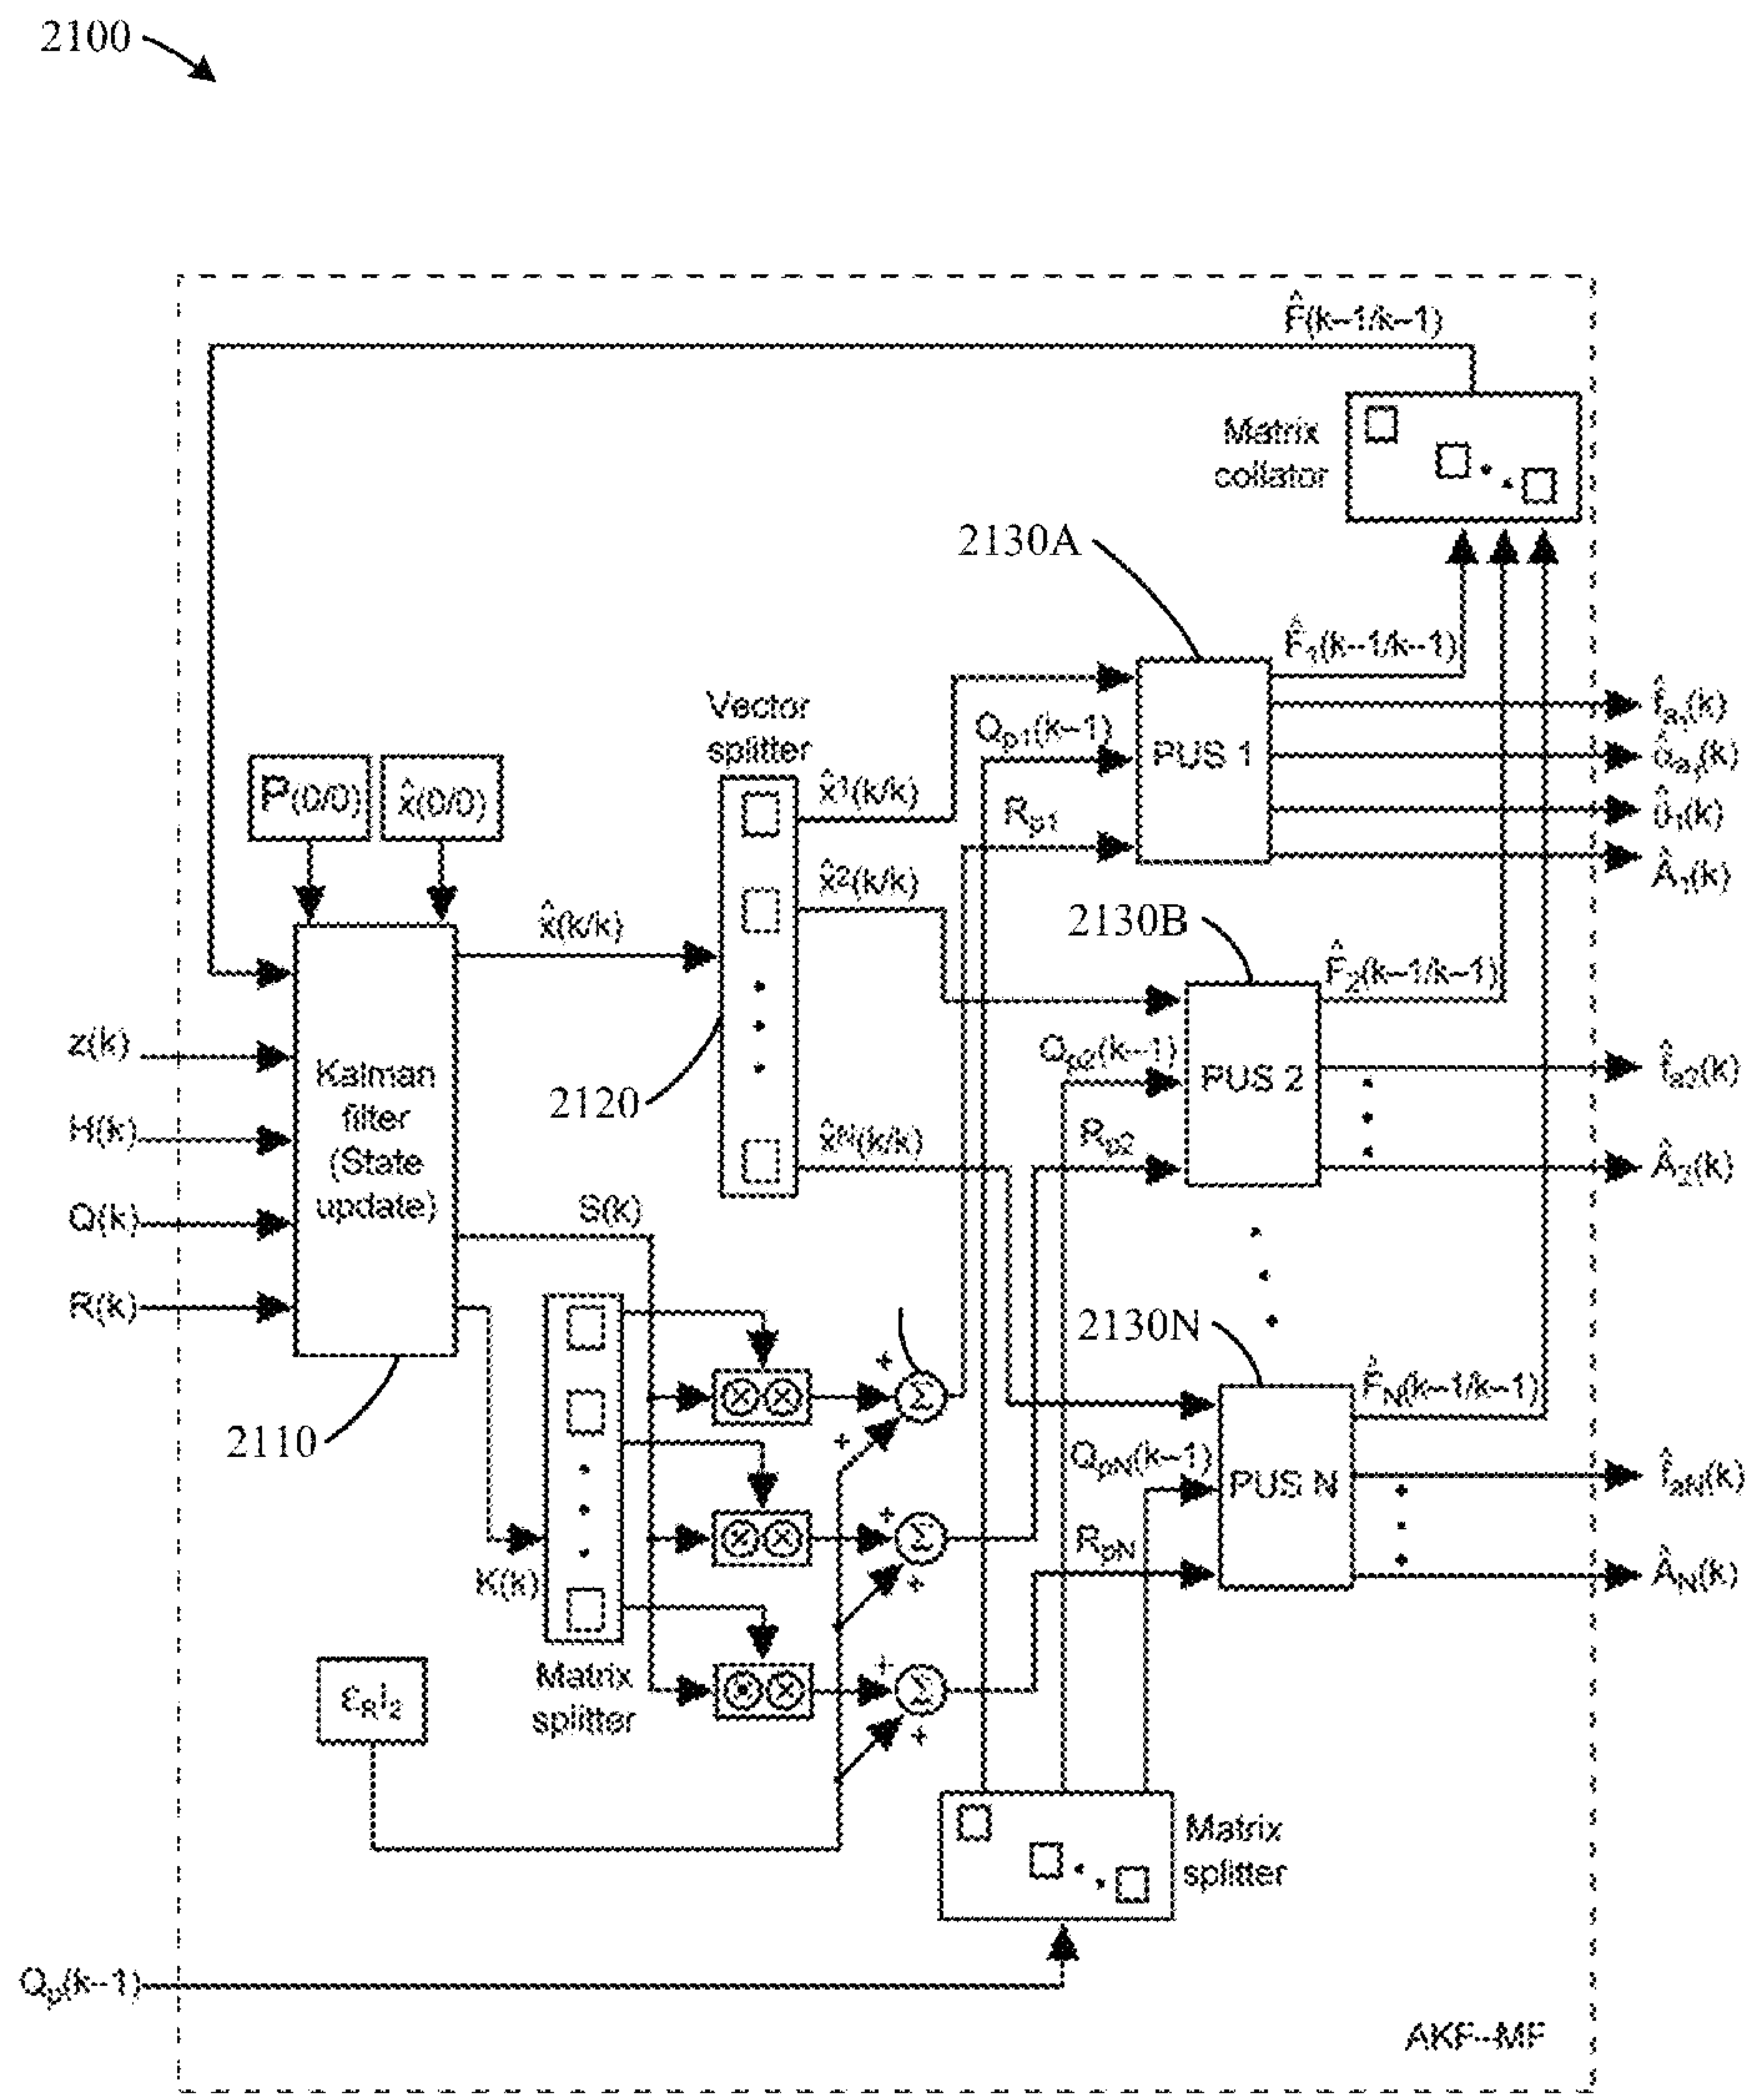 2100
F̂(k-1/k-1)
Matrix
collator
2130A
F̂₁(k-1/k-1)
Vector
splitter
Qₚ₁(k-1)
PUS 1
f̂ₐ₁(k)
σ̂ₐ₁(k)
P(0/0)
x̂(0/0)
x̂¹(k/k)
Rₚ₁
σ̂₁(k)
Â₁(k)
x̂²(k/k)
2130B
x̂(k/k)
F̂₂(k-1/k-1)
z(k)
Kalman
filter
(State
update)
2120
Qₚ₂(k-1)
PUS 2
f̂ₐ₂(k)
H(k)
x̂ᴺ(k/k)
Rₚ₂
Â₂(k)
Q(k)
S(k)
R(k)
2130N
+
Σ
F̂N(k-1/k-1)
2110
+
QpN(k-1)
PUS N
f̂aN(k)
+
Σ
RpN
K(k)
+
ÂN(k)
Matrix
splitter
+
Σ
εRI₂
+
Matrix
splitter
Qₚ(k-1)
AKF-MF